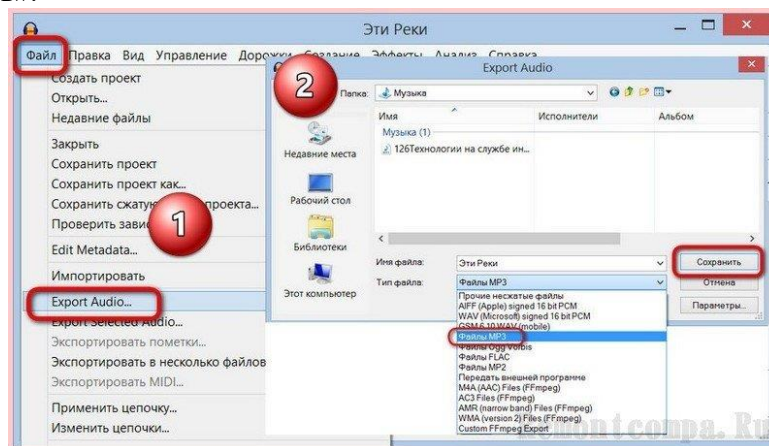 Эти Реки
Файл Правка Вид Управление Дорожки Создание Эффекты Анализ Справка
Создать проект
Открыть...
Недавние файлы
Закрыть
Сохранить проект
Сохранить проект как...
Сохранить проекта...
Проверить
Edit Metadata...
Импортировать
Export Audio...
Export Selected Audio...
Экспортировать пометки...
Экспортировать в несколько файлов
Экспортировать MIDI...
Применить цепочку...
Изменить цепочки...
1
2
Export Audio
Папка: Музыка
Недавние места
Рабочий стол
Библиотеки
Этот компьютер
Имя Исполнители Альбом
Музыка (1)
126Технологии на службе ин...
Имя файла: Эти Реки Сохранить
Тип файла: Файлы MP3 Отмена
Параметры...
Прочие несжатые файлы
AIFF (Apple) signed 16 bit PCM
WAV (Microsoft) signed 16 bit PCM
GSM 6.10 WAV (mobile)
Файлы MP3
Файлы Ogg Vorbis
Файлы FLAC
Файлы MP2
Передать внешней программе
M4A (AAC) Files (FFmpeg)
AC3 Files (FFmpeg)
AMR (narrow band) Files (FFmpeg)
WMA (version 2) Files (FFmpeg)
Custom FFmpeg Export
Remontcompa.Ru